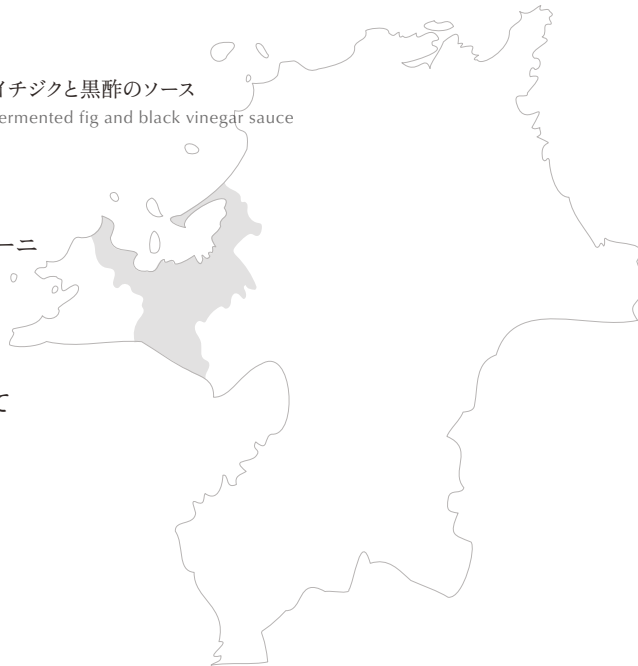 イチジクと黒酢のソース
ermented fig and black vinegar sauce
ーニ
て